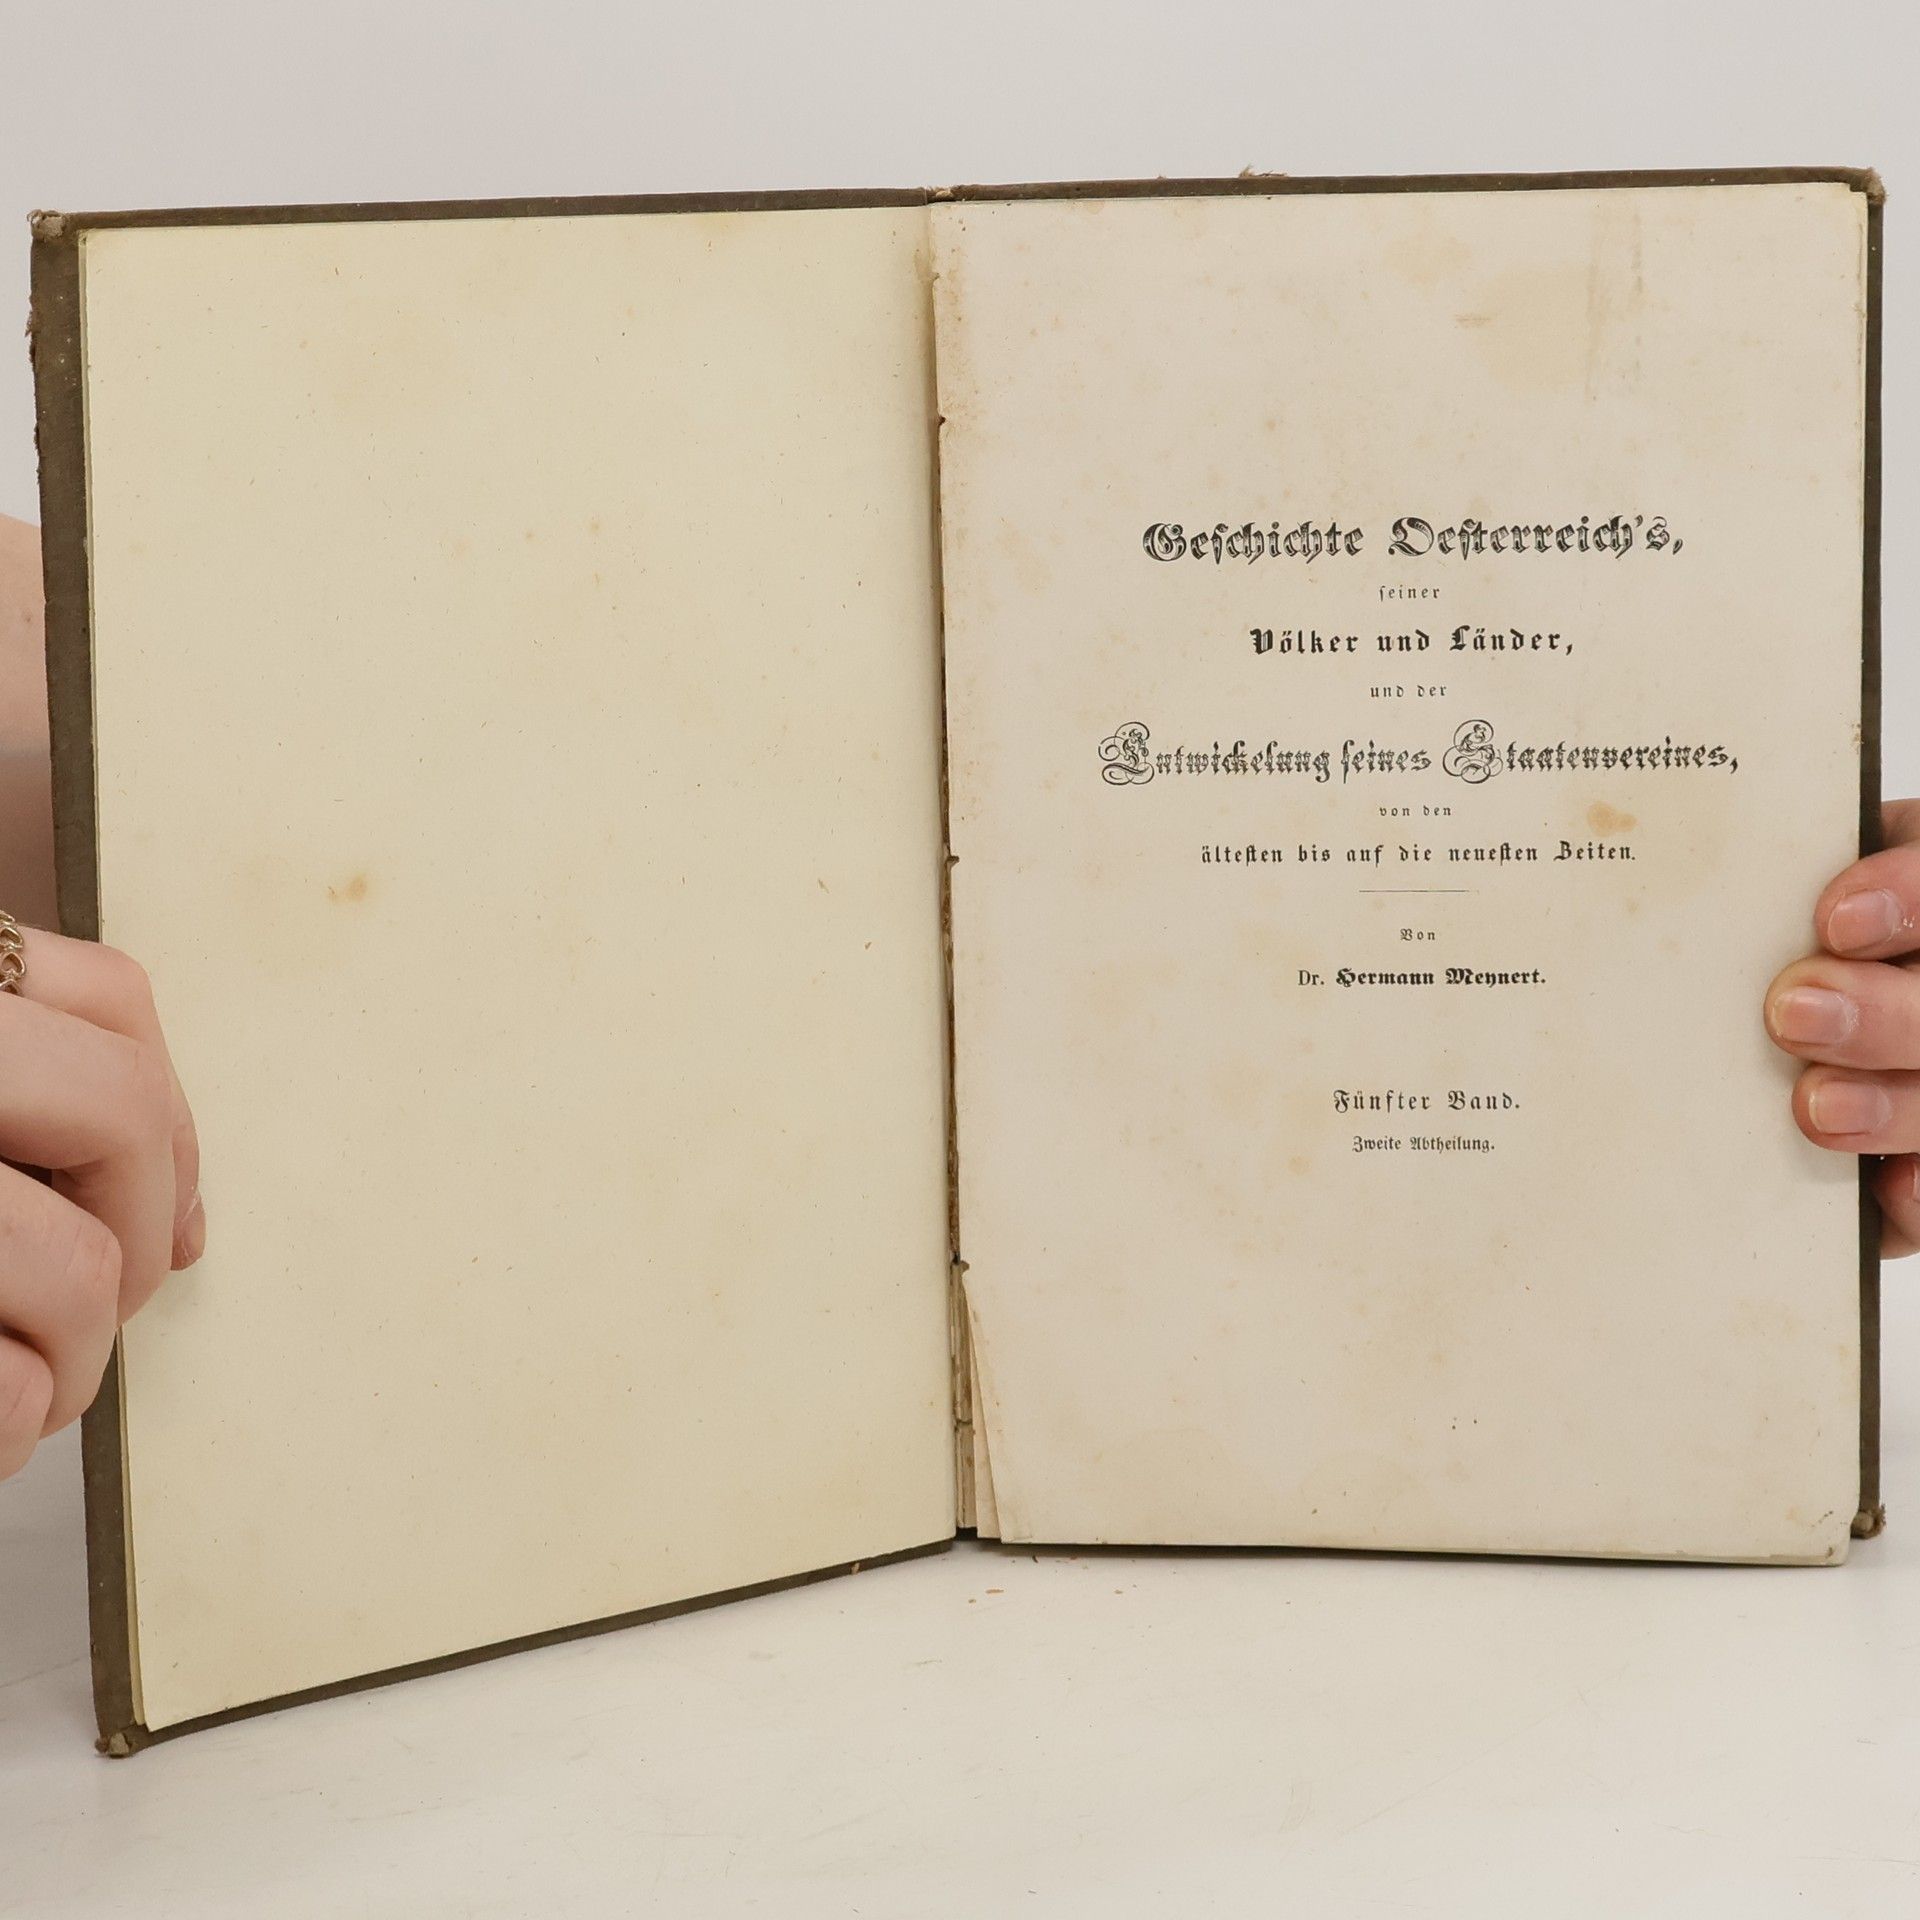 Geschichte Oesterreich's,
seiner
Völker und Länder,
und der
Entwickelung seines Staatenvereines,
von den
ältesten bis auf die neuesten Zeiten.
Von
Dr. Hermann Meynert.
Fünfter Band.
Zweite Abtheilung.